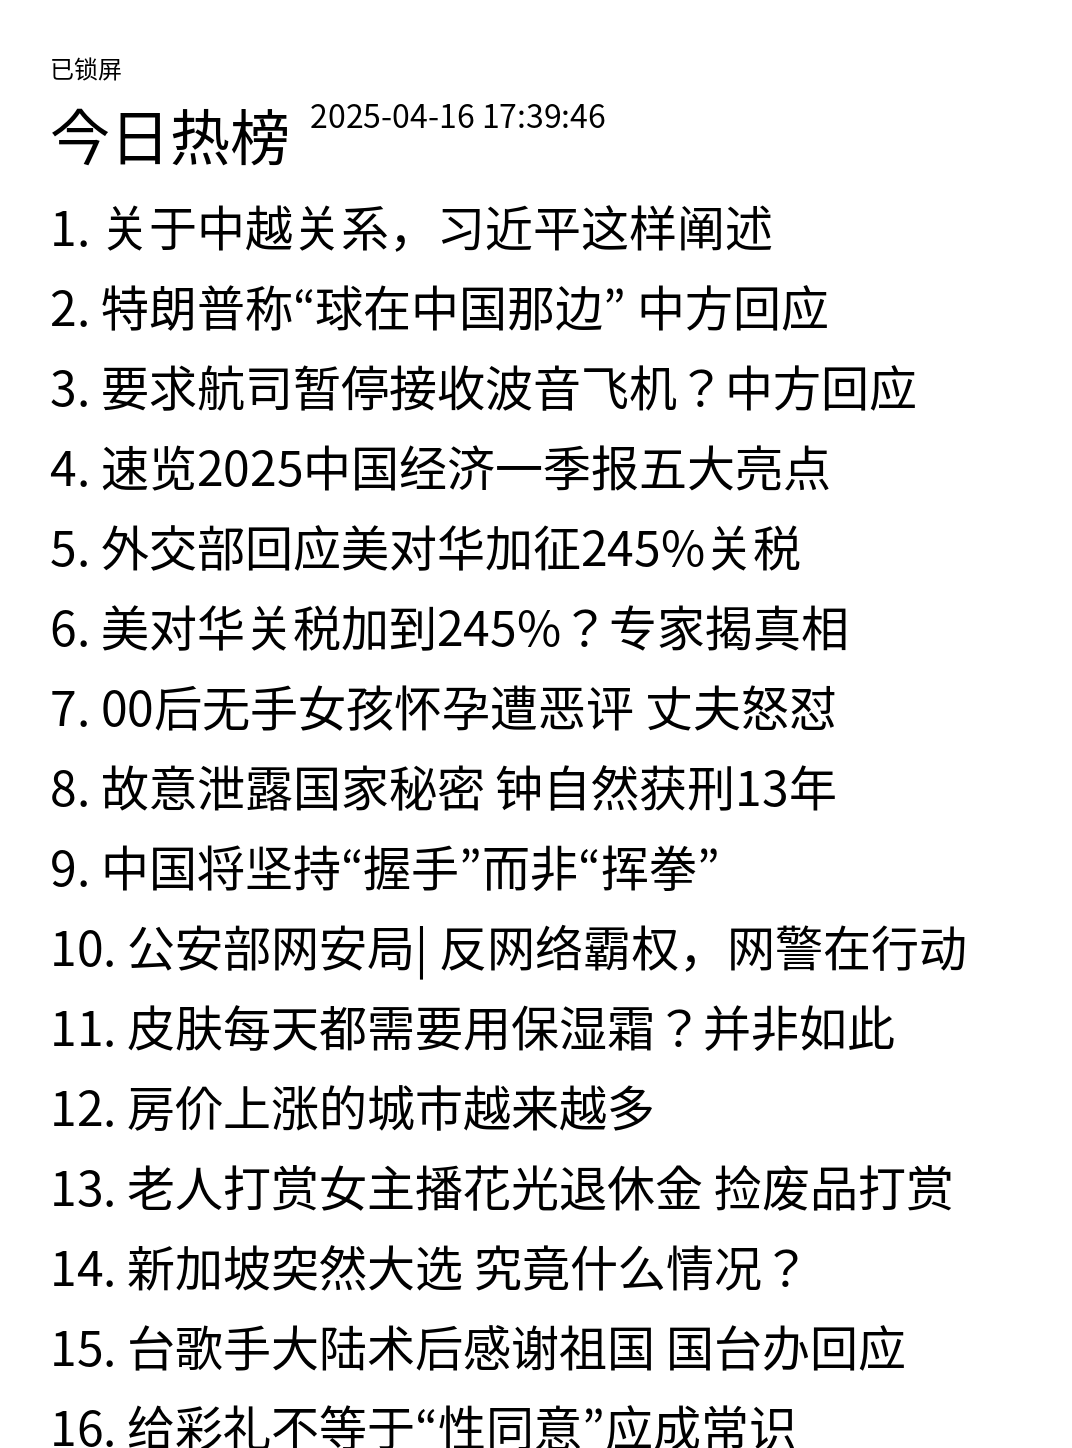 已锁屏
今日热榜 2025-04-16 17:39:46
1. 关于中越关系，习近平这样阐述
2. 特朗普称“球在中国那边” 中方回应
3. 要求航司暂停接收波音飞机？中方回应
4. 速览2025中国经济一季报五大亮点
5. 外交部回应美对华加征245%关税
6. 美对华关税加到245%？专家揭真相
7. 00后无手女孩怀孕遭恶评 丈夫怒怼
8. 故意泄露国家秘密 钟自然获刑13年
9. 中国将坚持“握手”而非“挥拳”
10. 公安部网安局| 反网络霸权，网警在行动
11. 皮肤每天都需要用保湿霜？并非如此
12. 房价上涨的城市越来越多
13. 老人打赏女主播花光退休金 捡废品打赏
14. 新加坡突然大选 究竟什么情况？
15. 台歌手大陆术后感谢祖国 国台办回应
16. 给彩礼不等于“性同意”应成常识